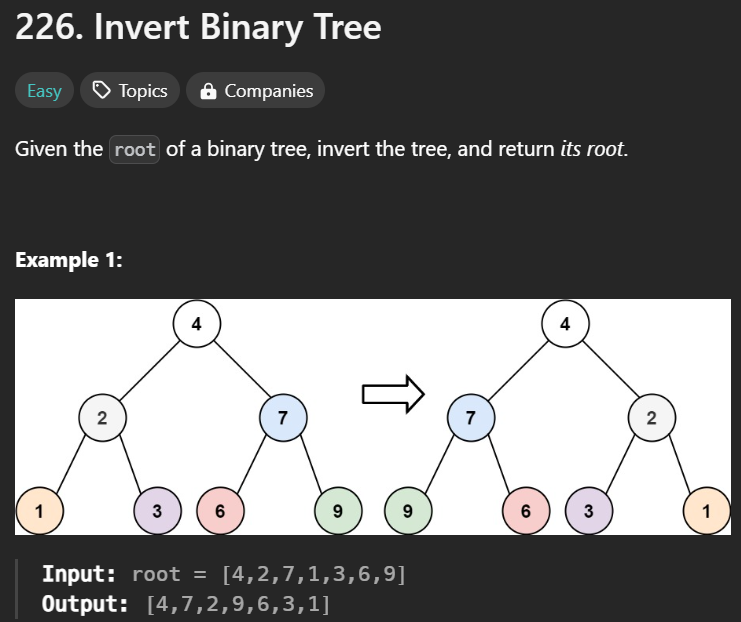 226. Invert Binary Tree
Easy Topics Companies
Given the root of a binary tree, invert the tree, and return its root.
Example 1:
4 4
2 7 7 2
1 3 6 9 9 6 3 1
Input: root = [4,2,7,1,3,6,9]
Output: [4,7,2,9,6,3,1]